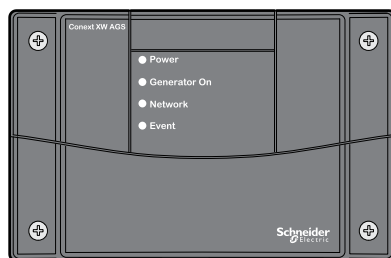 Conext XW AGS
Power
Generator On
Network
Event
Schneider
Electric